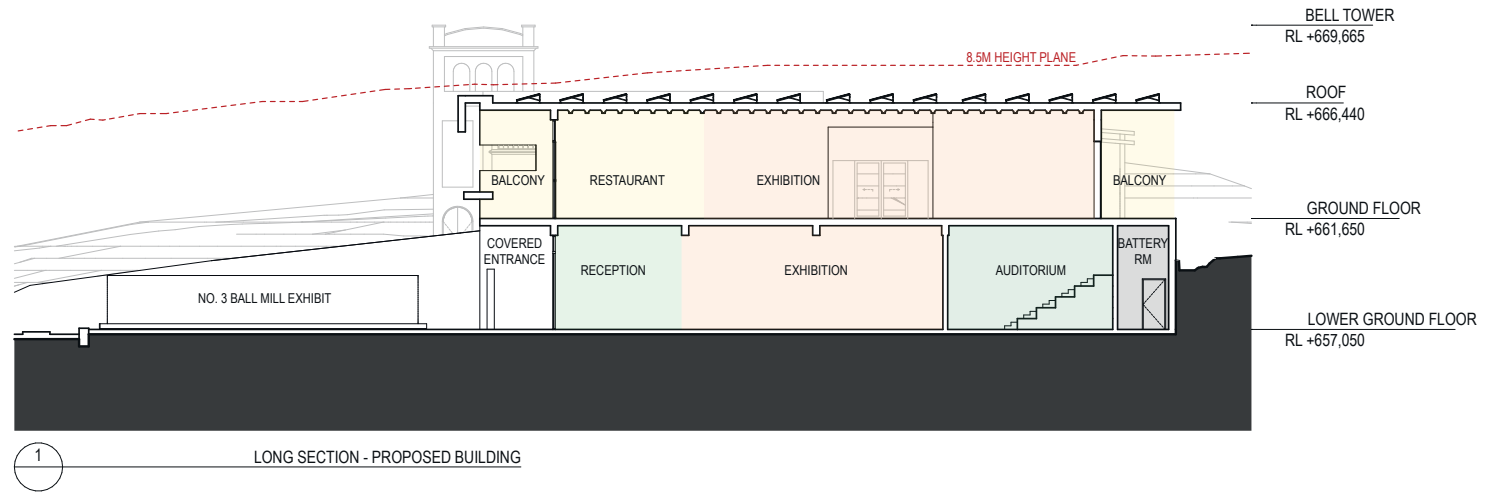 BELL TOWER
RL +669,665
8.5M HEIGHT PLANE
ROOF
RL +666,440
BALCONY
RESTAURANT
EXHIBITION
BALCONY
GROUND FLOOR
RL +661,650
COVERED
ENTRANCE
RECEPTION
EXHIBITION
AUDITORIUM
BATTERY
RM
NO. 3 BALL MILL EXHIBIT
LOWER GROUND FLOOR
RL +657,050
1
LONG SECTION - PROPOSED BUILDING